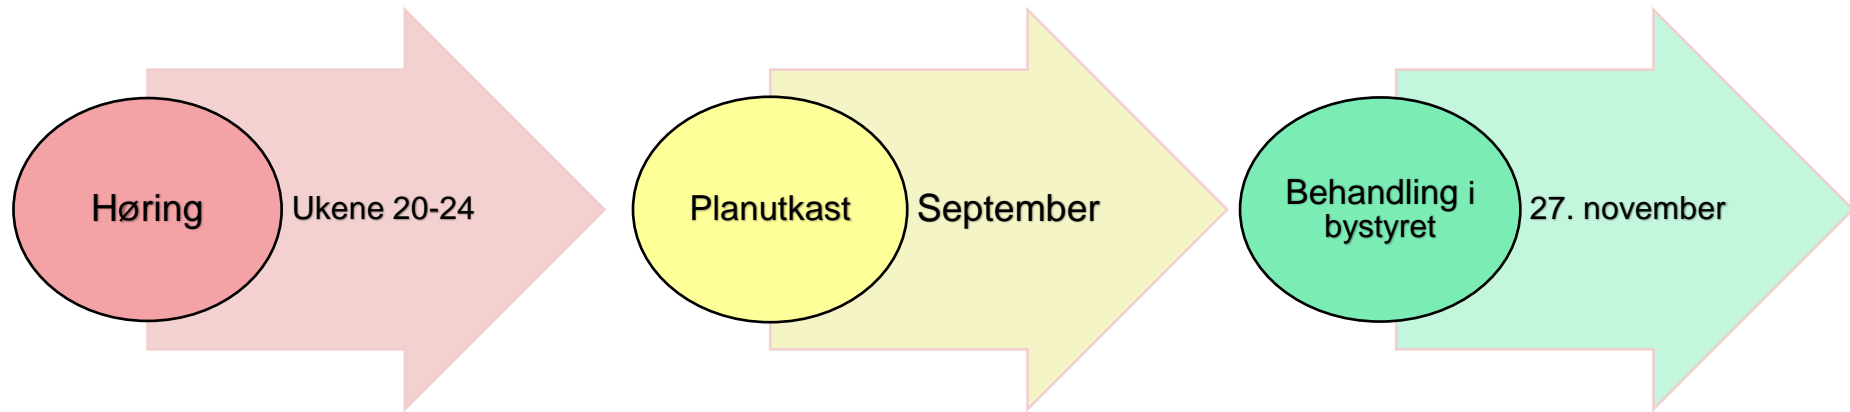 Høring
Ukene 20-24
Planutkast
September
Behandling i
bystyret
27. november